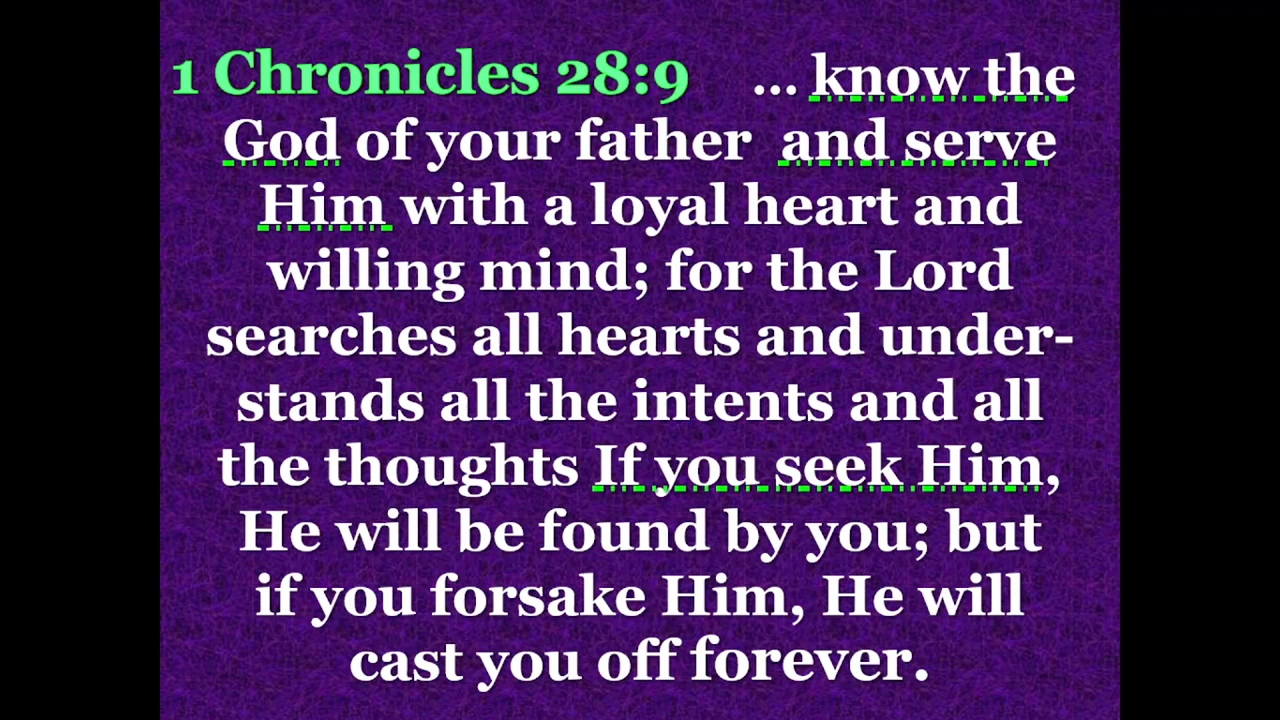 1 Chronicles 28:9 ... know the
God of your father and serve
Him with a loyal heart and
willing mind; for the Lord
searches all hearts and under-
stands all the intents and all
the thoughts If you seek Him,
He will be found by you; but
if you forsake Him, He will
cast you off forever.